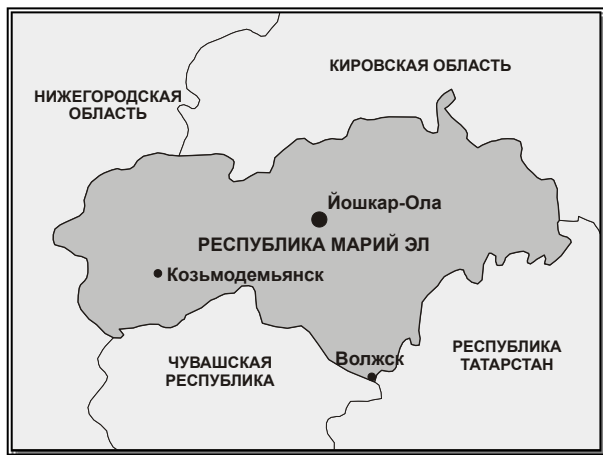 КИРОВСКАЯ ОБЛАСТЬ
НИЖЕГОРОДСКАЯ
ОБЛАСТЬ
Йошкар-Ола
РЕСПУБЛИКА МАРИЙ ЭЛ
Козьмодемьянск
ЧУВАШСКАЯ
РЕСПУБЛИКА
Волжск
РЕСПУБЛИКА
ТАТАРСТАН